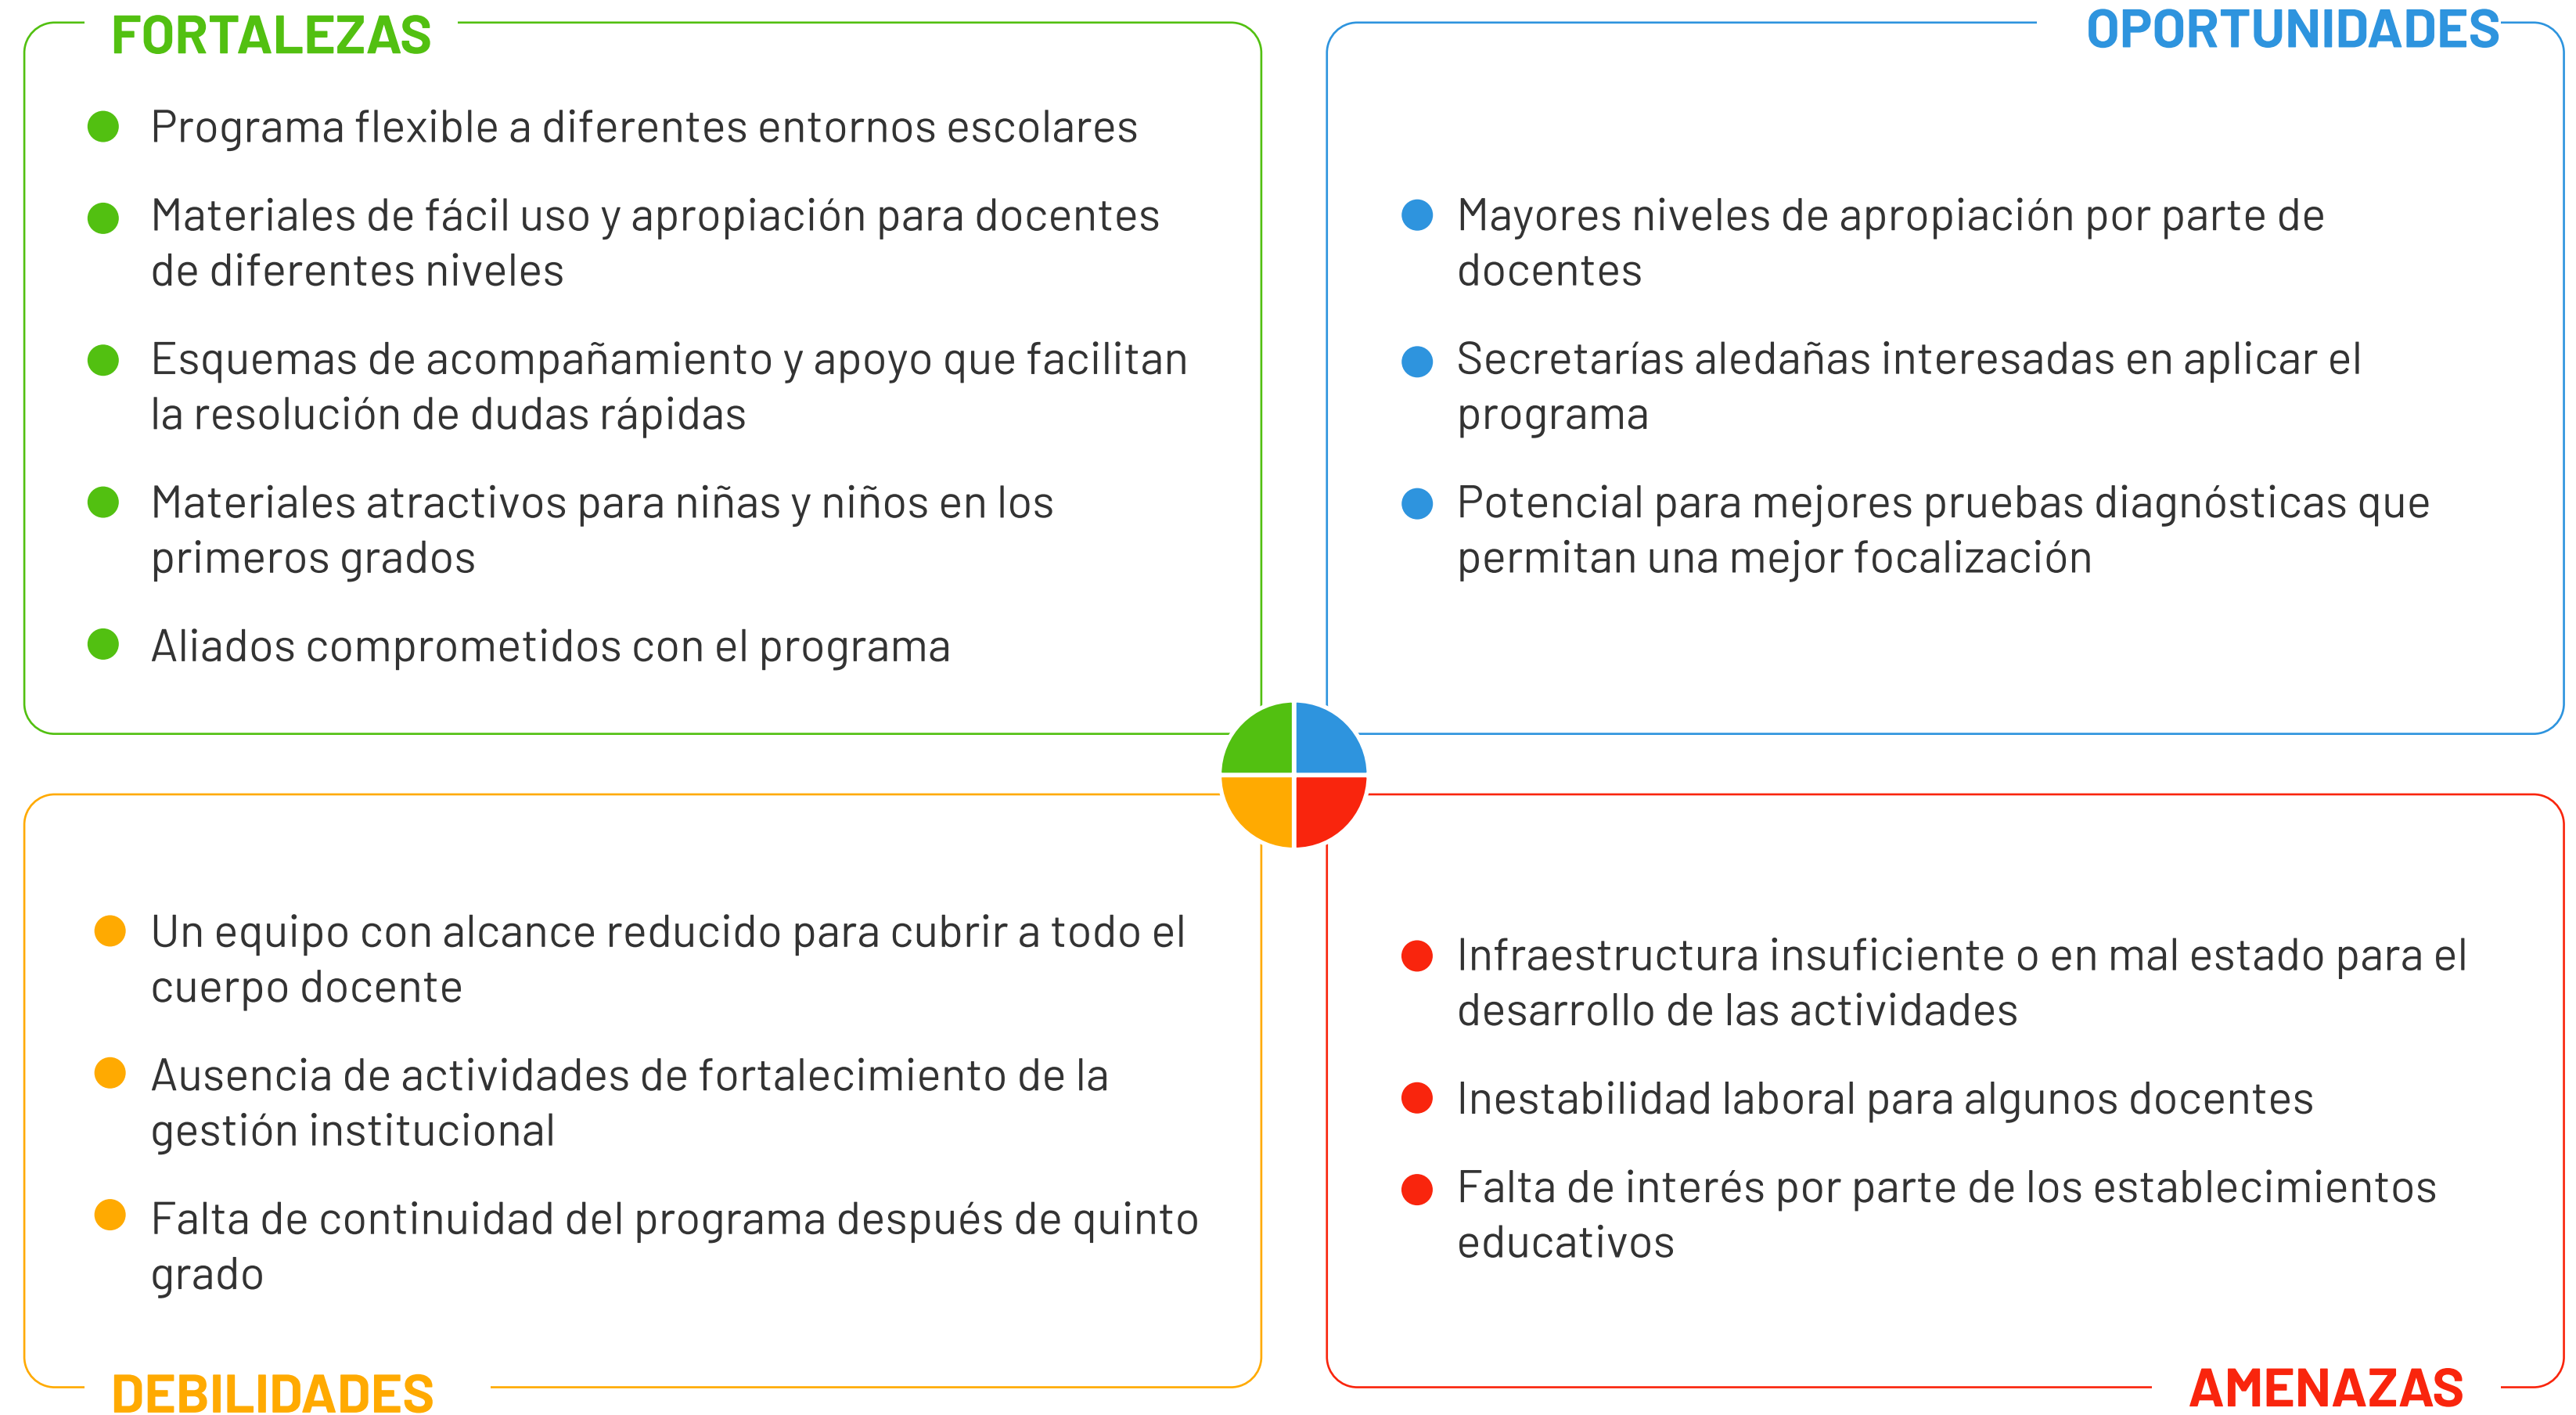 FORTALEZAS
Programa flexible a diferentes entornos escolares
Materiales de fácil uso y apropiación para docentes
de diferentes niveles
Esquemas de acompañamiento y apoyo que facilitan
la resolución de dudas rápidas
Materiales atractivos para niñas y niños en los
primeros grados
Aliados comprometidos con el programa
OPORTUNIDADES
Mayores niveles de apropiación por parte de
docentes
Secretarías aledañas interesadas en aplicar el
programa
Potencial para mejores pruebas diagnósticas que
permitan una mejor focalización
Un equipo con alcance reducido para cubrir a todo el
cuerpo docente
Ausencia de actividades de fortalecimiento de la
gestión institucional
Falta de continuidad del programa después de quinto
grado
DEBILIDADES
Infraestructura insuficiente o en mal estado para el
desarrollo de las actividades
Inestabilidad laboral para algunos docentes
Falta de interés por parte de los establecimientos
educativos
AMENAZAS